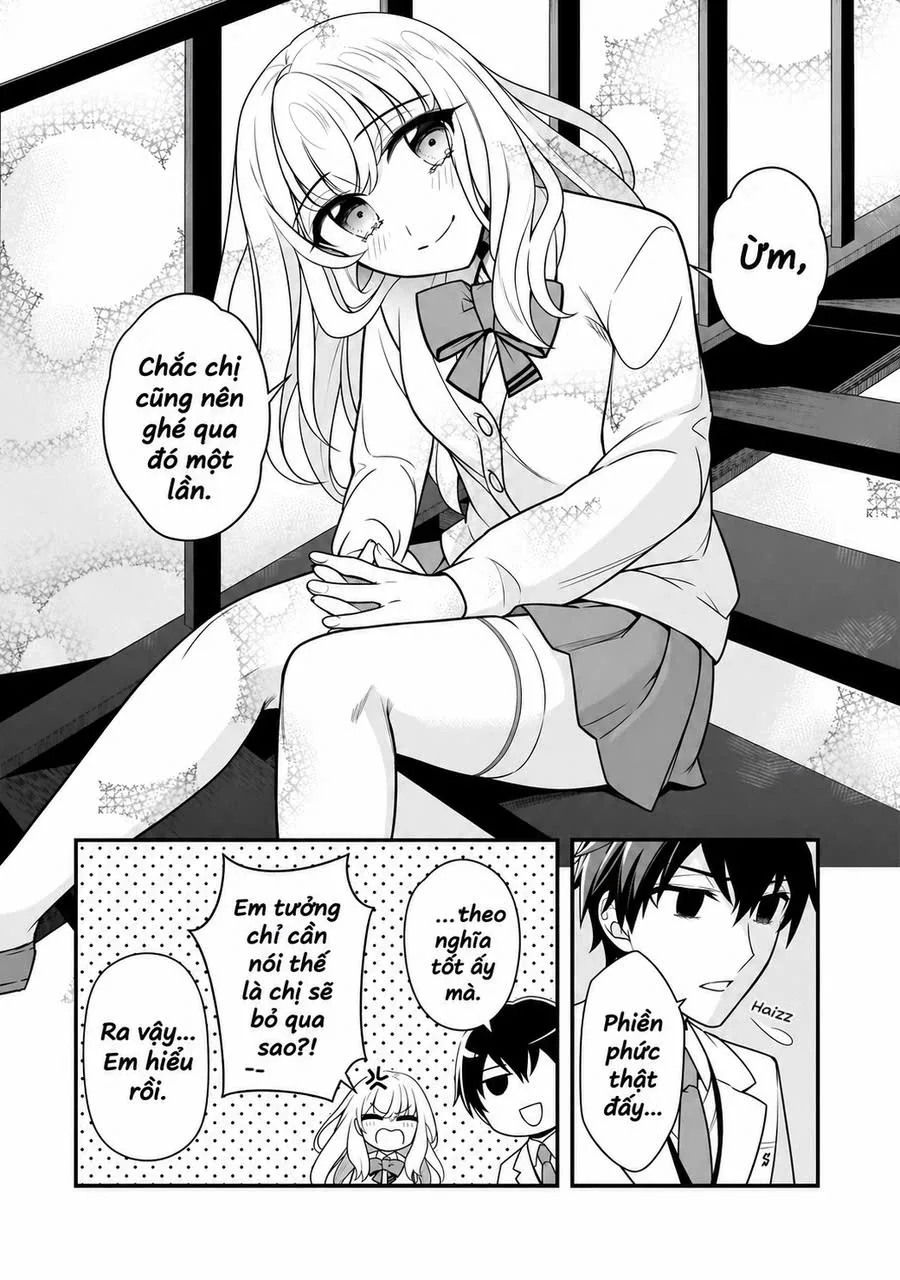 Ừm,
Chắc chị
cũng nên
ghé qua
đó một
lần.
Phiền
phức
thật
đấy...
Haizz
...theo
nghĩa
tốt ấy
mà.
Em tưởng
chỉ cần
nói thế
là chị sẽ
bỏ qua
sao?!
Ra vậy...
Em hiểu
rồi.